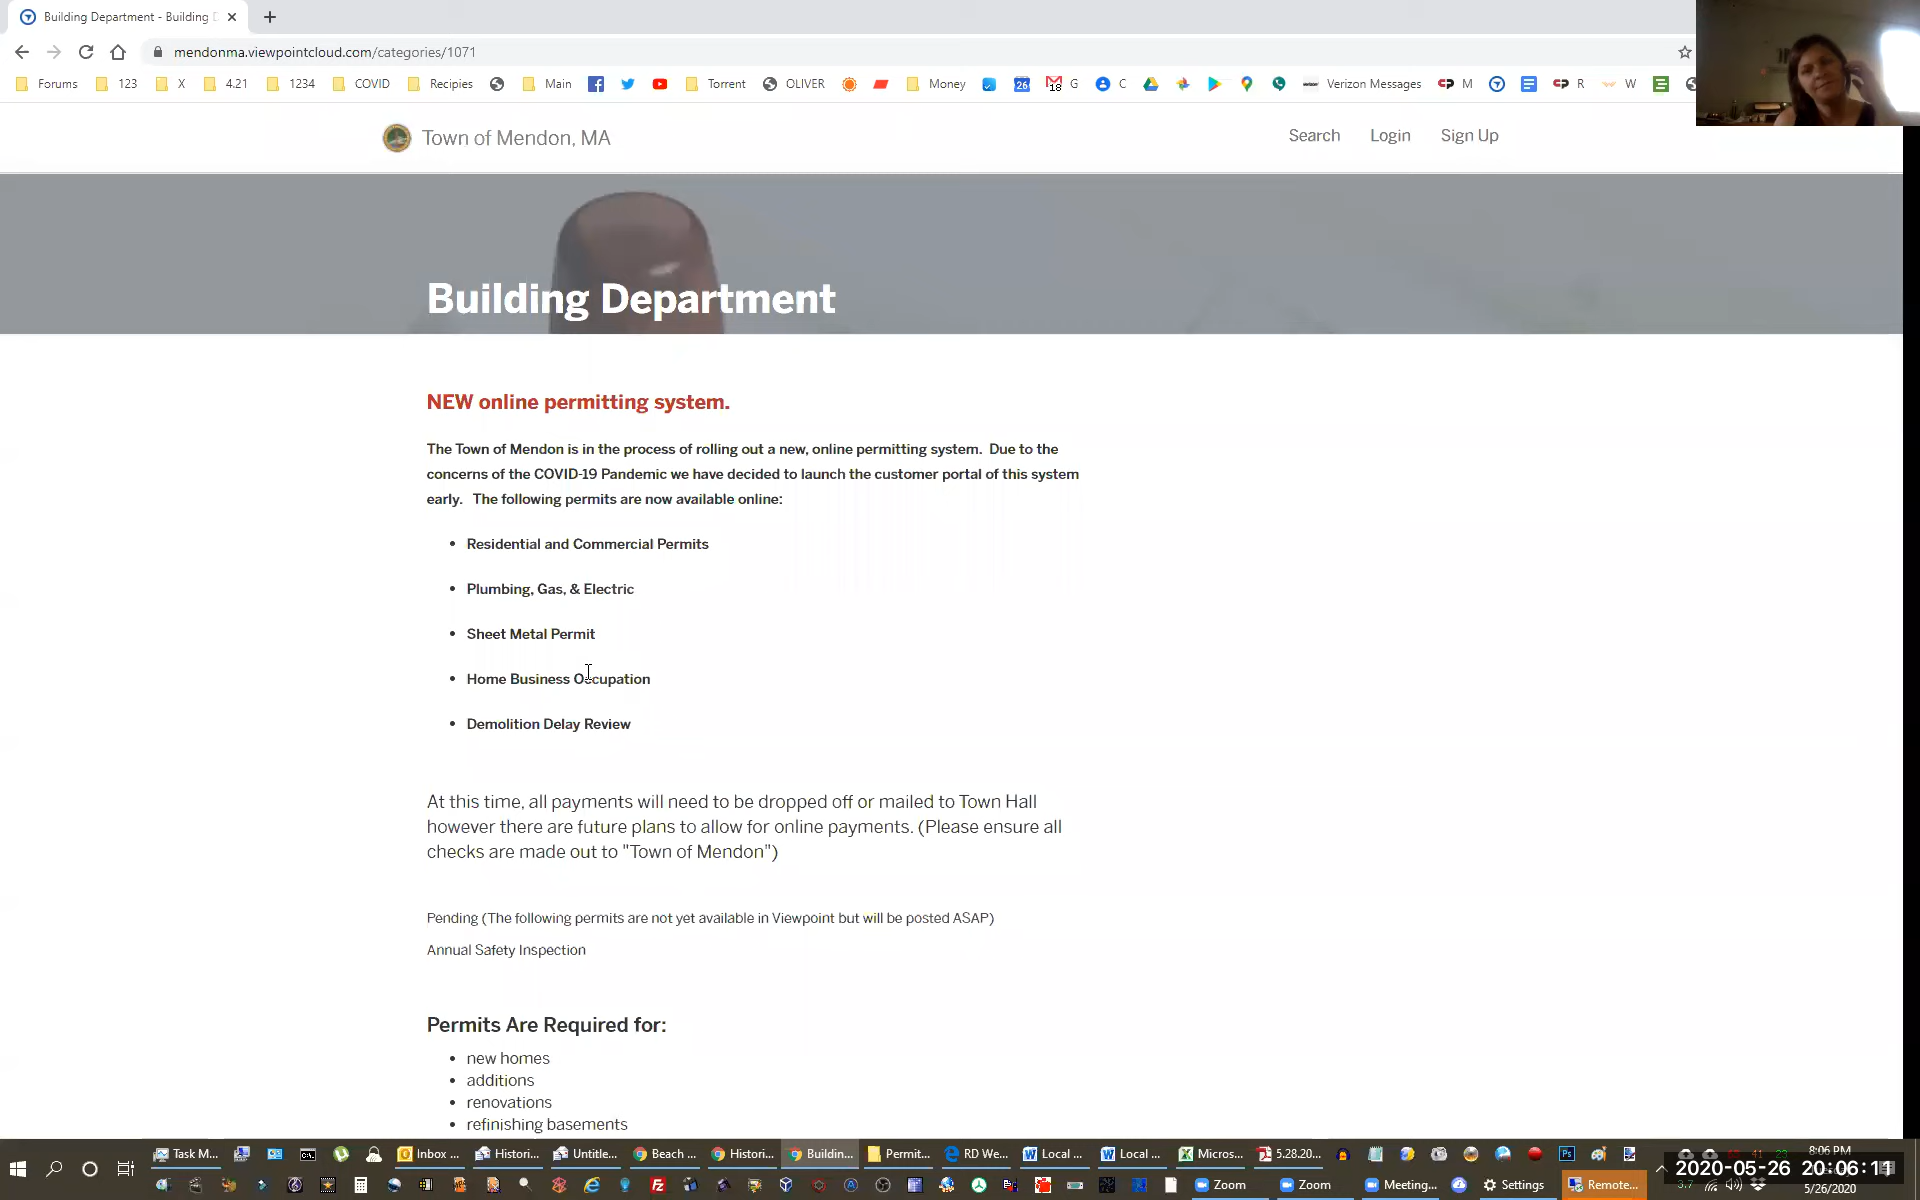 Building Department - Building D
mendonma.viewpointcloud.com/categories/1071
Forums 123 X 4.21 1234 COVID Recipies Main Torrent OLIVER Money 26 18 G C Verizon Messages M R W
Town of Mendon, MA
Search Login Sign Up
Building Department
NEW online permitting system.
The Town of Mendon is in the process of rolling out a new, online permitting system. Due to the
concerns of the COVID-19 Pandemic we have decided to launch the customer portal of this system
early. The following permits are now available online:
• Residential and Commercial Permits
• Plumbing, Gas, & Electric
• Sheet Metal Permit
• Home Business Occupation
• Demolition Delay Review
At this time, all payments will need to be dropped off or mailed to Town Hall
however there are future plans to allow for online payments. (Please ensure all
checks are made out to "Town of Mendon")
Pending (The following permits are not yet available in Viewpoint but will be posted ASAP)
Annual Safety Inspection
Permits Are Required for:
• new homes
• additions
• renovations
• refinishing basements
Task M... Inbox ... Histori... Untitle... Beach ... Histori... Buildin... Permit... RD We... Local ... Local ... Micros... 5.28.20... 41 23 8:06 PM
2020-05-26 20:06:11
Zoom Zoom Meeting... Settings Remote... 3.7 5/26/2020